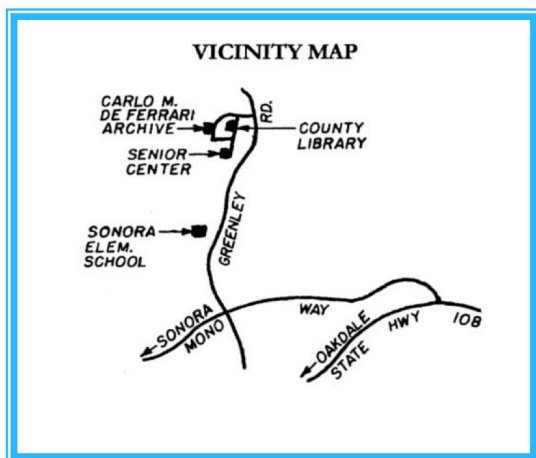 VICINITY MAP
CARLO M.
DE FERRARI
ARCHIVE
RD.
COUNTY
LIBRARY
SENIOR
CENTER
SONORA
ELEM.
SCHOOL
GREENLEY
SONORA
MONO WAY
OAKDALE
STATE HWY 108